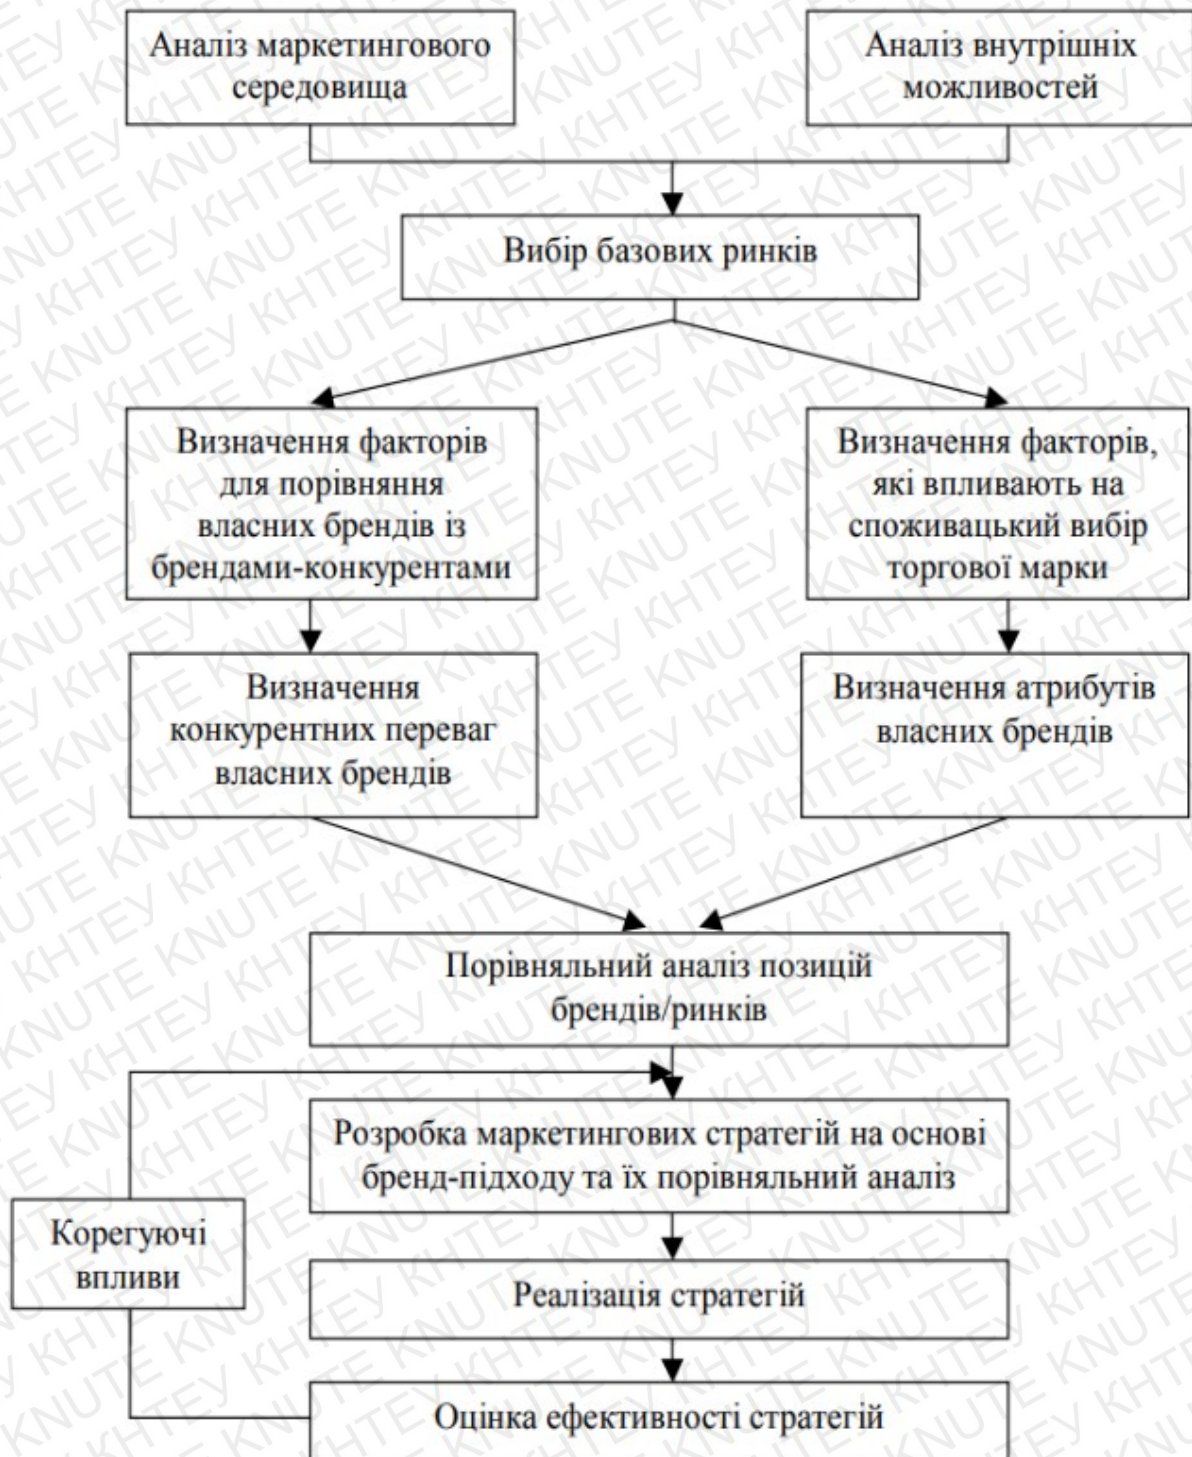 Аналіз маркетингового
середовища
Аналіз внутрішніх
можливостей
Вибір базових ринків
Визначення факторів
для порівняння
власних брендів із
брендами-конкурентами
Визначення факторів,
які впливають на
споживацький вибір
торгової марки
Визначення
конкурентних переваг
власних брендів
Визначення атрибутів
власних брендів
Порівняльний аналіз позицій
брендів/ринків
Розробка маркетингових стратегій на основі
бренд-підходу та їх порівняльний аналіз
Корегуючі
впливи
Реалізація стратегій
Оцінка ефективності стратегій